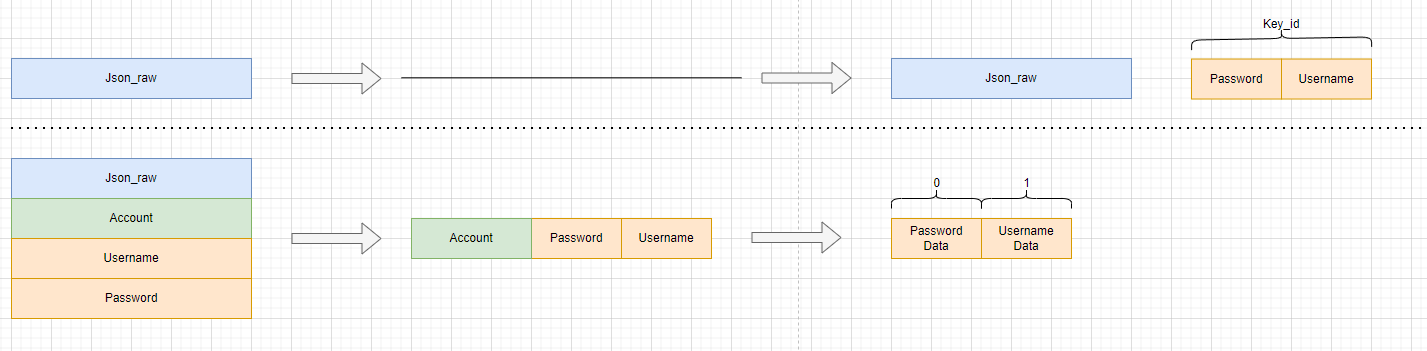 Key_id
Json_raw
Json_raw
Password
Username
Json_raw
Account
Username
Password
Account
Password
Username
0
1
Password
Data
Username
Data